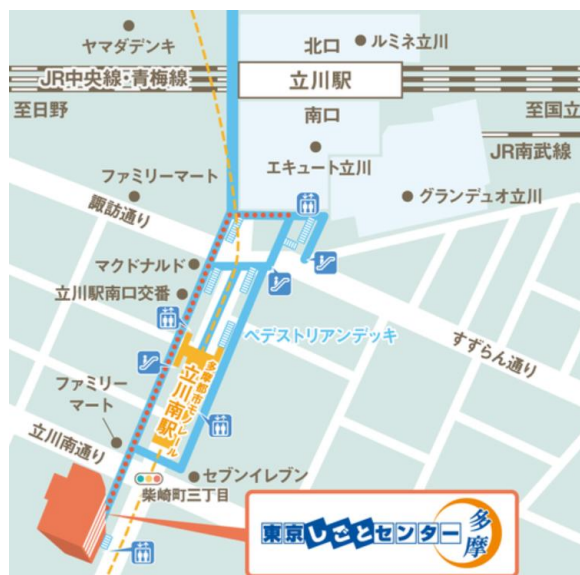 ヤマダデンキ
北口
ルミネ立川
JR中央線・青梅線
立川駅
至日野
南口
至国立
JR南武線
エキュート立川
ファミリーマート
グランデュオ立川
諏訪通り
マクドナルド
立川駅南口交番
ペデストリアンデッキ
すずらん通り
多摩都市モノレール
立川南駅
ファミリー
マート
立川南通り
セブンイレブン
柴崎町三丁目
東京しごとセンター多摩